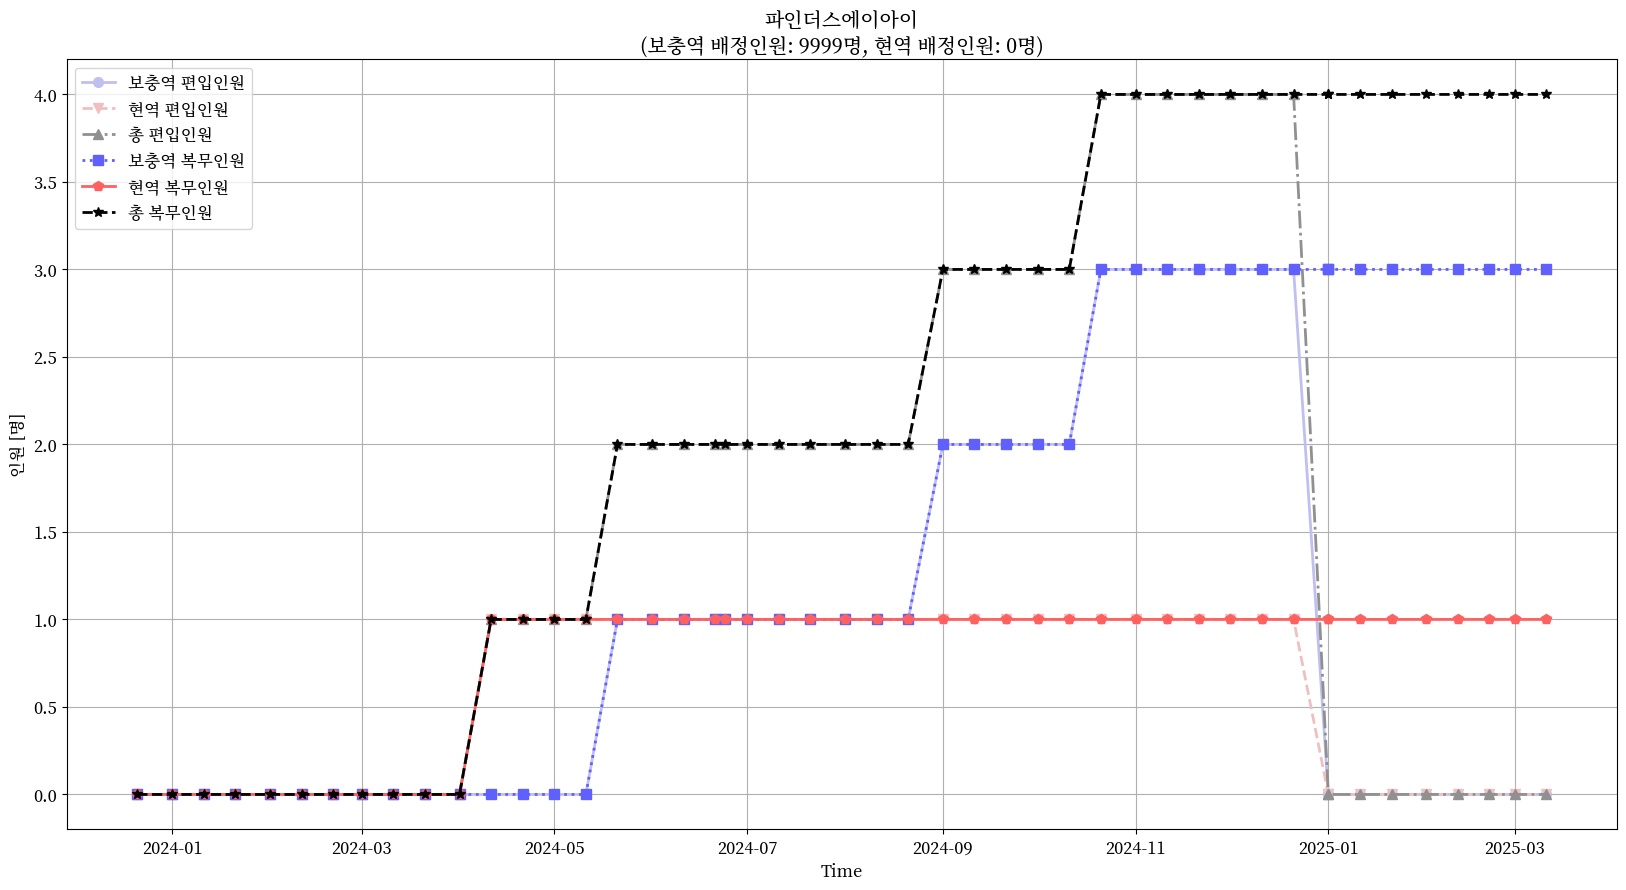 파인더스에이아이
(보충역 배정인원: 9999명, 현역 배정인원: 0명)
보충역 편입인원
현역 편입인원
총 편입인원
보충역 복무인원
현역 복무인원
총 복무인원
4.0
3.5
3.0
2.5
2.0
1.5
1.0
0.5
0.0
인원 [명]
2024-01 2024-03 2024-05 2024-07 2024-09 2024-11 2025-01 2025-03
Time